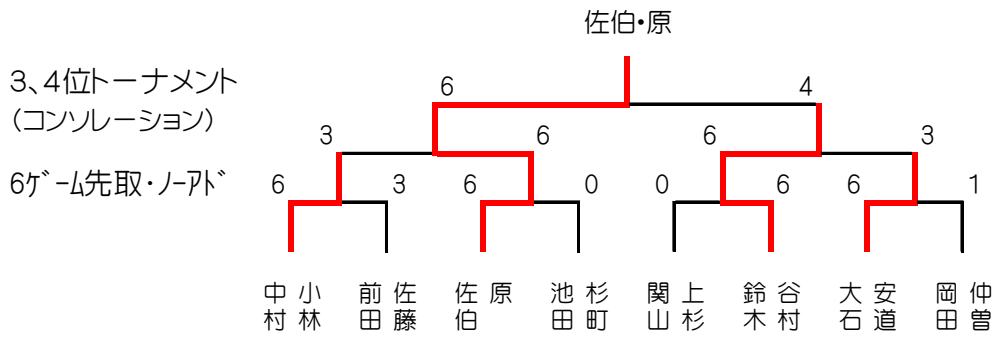 佐伯・原
3、4位トーナメント
（コンソレーション）
6ｹﾞｰﾑ先取・ﾉｰｱﾄﾞ
6 4
3 6 6 3
6 3 6 0 0 6 6 1
中村 小林 前田 佐藤 佐伯 原 池田 杉町 関山 上杉 鈴木 谷村 大石 安道 岡田 仲曽